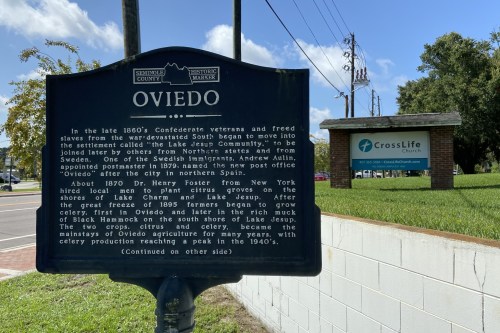 SEMINOLE COUNTY
HISTORIC MARKER
OVIEDO
In the late 1860's Confederate veterans and freed
slaves from the war-devastated South began to move into
the settlement called "the Lake Jesup Community," to be
joined later by others from Northern states and from
Sweden. One of the Swedish immigrants, Andrew Aulin,
appointed postmaster in 1879, named the new post office
"Oviedo" after the city in northern Spain.
About 1870 Dr. Henry Foster from New York
hired local men to plant citrus groves on the
shores of Lake Charm and Lake Jesup. After
the great freeze of 1895 farmers began to grow
celery, first in Oviedo and later in the rich muck
of Black Hammock on the south shore of Lake Jesup.
The two crops, citrus and celery, became the
mainstays of Oviedo agriculture for many years, with
celery production reaching a peak in the 1940's.
(Continued on other side)
CrossLife
Church